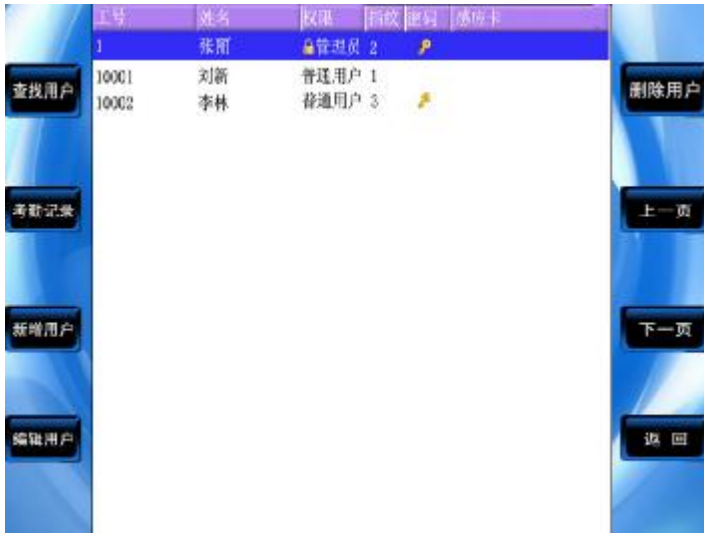 工号 姓名 权限 指纹 密码 感应卡
1 张丽 管理员 2
10001 刘新 普通用户 1
10002 李林 普通用户 3
查找用户
考勤记录
新增用户
编辑用户
删除用户
上一页
下一页
返回